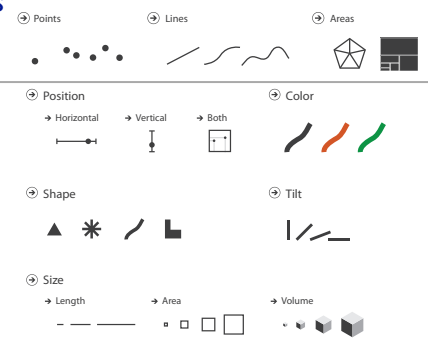 Points
Lines
Areas
Position
Color
→ Horizontal
→ Vertical
→ Both
Shape
Tilt
Size
→ Length
→ Area
→ Volume